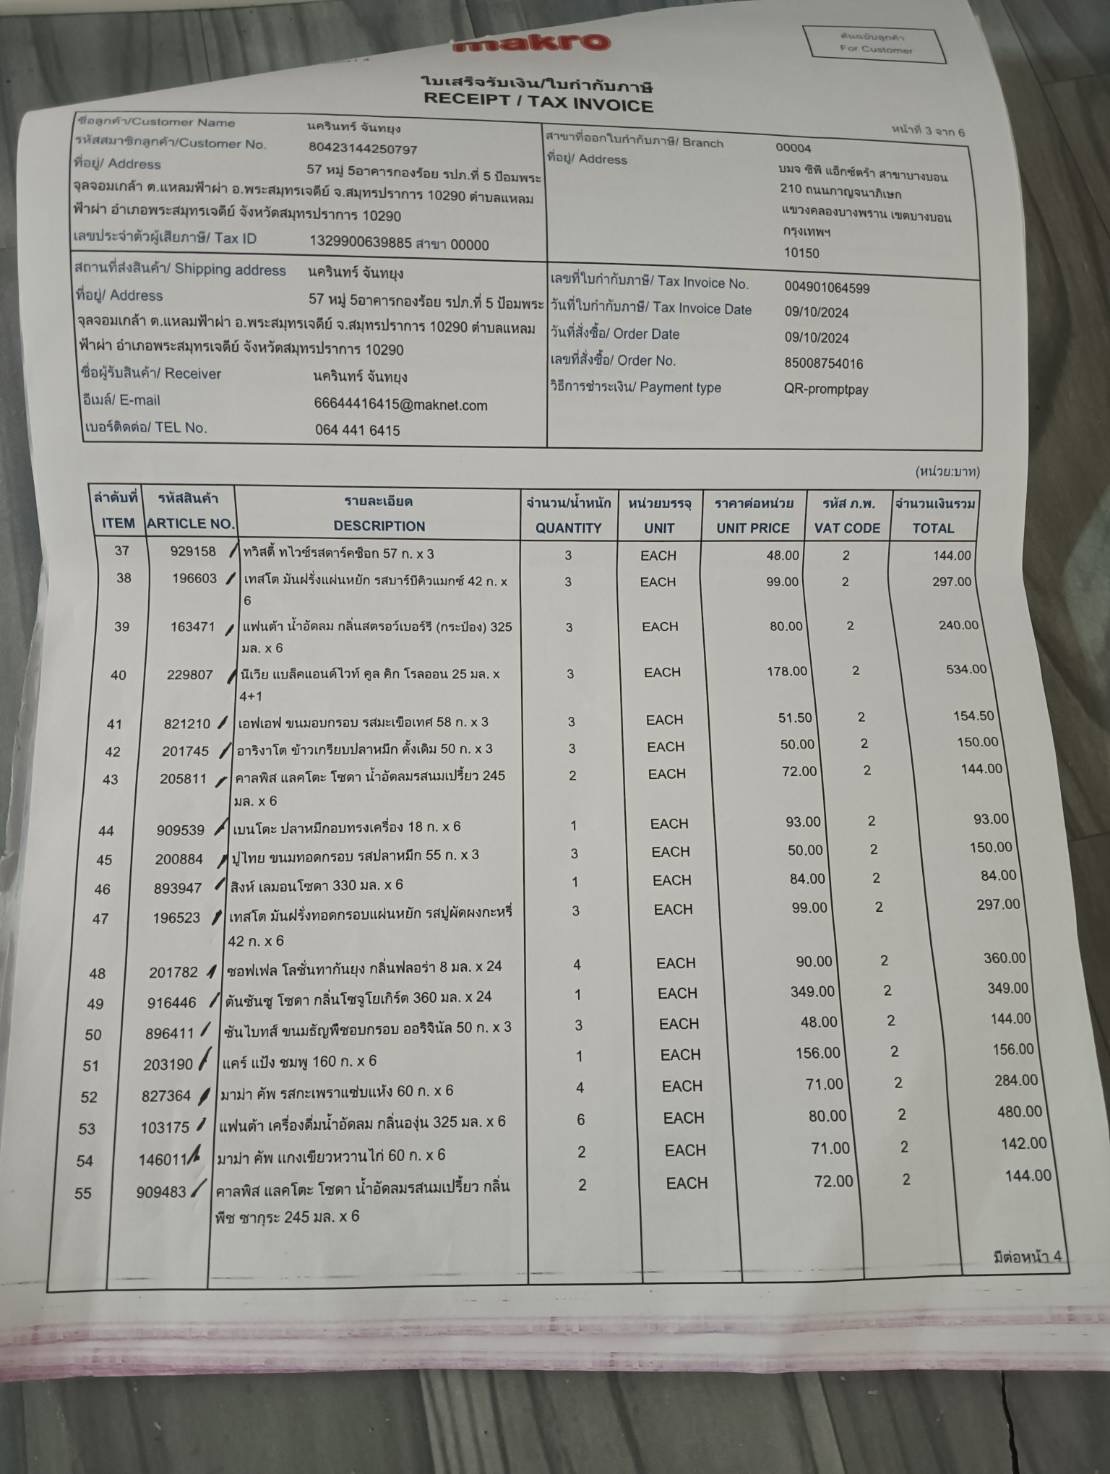 makro
ต้นฉบับลูกค้า
For Customer
ใบเสร็จรับเงิน/ใบกำกับภาษี
RECEIPT / TAX INVOICE
หน้าที่ 3 จาก 6
ชื่อลูกค้า/Customer Name นครินทร์ จันทยุง
รหัสสมาชิกลูกค้า/Customer No. 80423144250797
ที่อยู่/ Address 57 หมู่ 5อาคารกองร้อย รปภ.ที่ 5 ป้อมพระ
จุลจอมเกล้า ต.แหลมฟ้าผ่า อ.พระสมุทรเจดีย์ จ.สมุทรปราการ 10290 ตำบลแหลม
ฟ้าผ่า อำเภอพระสมุทรเจดีย์ จังหวัดสมุทรปราการ 10290
เลขประจำตัวผู้เสียภาษี/ Tax ID 1329900639885 สาขา 00000
สาขาที่ออกใบกำกับภาษี/ Branch 00004
ที่อยู่/ Address บมจ ซีพี แอ็กซ์ตร้า สาขาบางบอน
210 ถนนกาญจนาภิเษก
แขวงคลองบางพราน เขตบางบอน
กรุงเทพฯ
10150
สถานที่ส่งสินค้า/ Shipping address นครินทร์ จันทยุง
ที่อยู่/ Address 57 หมู่ 5อาคารกองร้อย รปภ.ที่ 5 ป้อมพระ
จุลจอมเกล้า ต.แหลมฟ้าผ่า อ.พระสมุทรเจดีย์ จ.สมุทรปราการ 10290 ตำบลแหลม
ฟ้าผ่า อำเภอพระสมุทรเจดีย์ จังหวัดสมุทรปราการ 10290
ชื่อผู้รับสินค้า/ Receiver นครินทร์ จันทยุง
อีเมล์/ E-mail 66644416415@maknet.com
เบอร์ติดต่อ/ TEL No. 064 441 6415
เลขที่ใบกำกับภาษี/ Tax Invoice No. 004901064599
วันที่ใบกำกับภาษี/ Tax Invoice Date 09/10/2024
วันที่สั่งซื้อ/ Order Date 09/10/2024
เลขที่สั่งซื้อ/ Order No. 85008754016
วิธีการชำระเงิน/ Payment type QR-promptpay
(หน่วย:บาท)
ลำดับที่ รหัสสินค้า รายละเอียด จำนวน/น้ำหนัก หน่วยบรรจุ ราคาต่อหน่วย รหัส ภ.พ. จำนวนเงินรวม
ITEM ARTICLE NO. DESCRIPTION QUANTITY UNIT UNIT PRICE VAT CODE TOTAL
37 929158 ทวิสตี้ ทไวซ์รสดาร์คช็อก 57 ก. x 3 3 EACH 48.00 2 144.00
38 196603 เทสโต มันฝรั่งแผ่นหยัก รสบาร์บีคิวแมกซ์ 42 ก. x 3 EACH 99.00 2 297.00
6
39 163471 แฟนต้า น้ำอัดลม กลิ่นสตรอว์เบอร์รี (กระป๋อง) 325 3 EACH 80.00 2 240.00
มล. x 6
40 229807 นีเวีย แบล็คแอนด์ไวท์ คูล คิก โรลออน 25 มล. x 3 EACH 178.00 2 534.00
4+1
41 821210 เอฟเอฟ ขนมอบกรอบ รสมะเขือเทศ 58 ก. x 3 3 EACH 51.50 2 154.50
42 201745 อาริงาโต ข้าวเกรียบปลาหมึก ดั้งเดิม 50 ก. x 3 3 EACH 50.00 2 150.00
43 205811 คาลพิส แลคโตะ โซดา น้ำอัดลมรสนมเปรี้ยว 245 2 EACH 72.00 2 144.00
มล. x 6
44 909539 เบนโตะ ปลาหมึกอบทรงเครื่อง 18 ก. x 6 1 EACH 93.00 2 93.00
45 200884 ปูไทย ขนมทอดกรอบ รสปลาหมึก 55 ก. x 3 3 EACH 50.00 2 150.00
46 893947 สิงห์ เลมอนโซดา 330 มล. x 6 1 EACH 84.00 2 84.00
47 196523 เทสโต มันฝรั่งทอดกรอบแผ่นหยัก รสปูผัดผงกะหรี่ 3 EACH 99.00 2 297.00
42 ก. x 6
48 201782 ซอฟเฟล โลชั่นทากันยุง กลิ่นฟลอร่า 8 มล. x 24 4 EACH 90.00 2 360.00
49 916446 ตันซันซู โซดา กลิ่นโซจูโยเกิร์ต 360 มล. x 24 1 EACH 349.00 2 349.00
50 896411 ซันไบทส์ ขนมธัญพืชอบกรอบ ออริจินัล 50 ก. x 3 3 EACH 48.00 2 144.00
51 203190 แคร์ แป้ง ชมพู 160 ก. x 6 1 EACH 156.00 2 156.00
52 827364 มาม่า คัพ รสกะเพราแซ่บแห้ง 60 ก. x 6 4 EACH 71.00 2 284.00
53 103175 แฟนต้า เครื่องดื่มน้ำอัดลม กลิ่นองุ่น 325 มล. x 6 6 EACH 80.00 2 480.00
54 146011 มาม่า คัพ แกงเขียวหวานไก่ 60 ก. x 6 2 EACH 71.00 2 142.00
55 909483 คาลพิส แลคโตะ โซดา น้ำอัดลมรสนมเปรี้ยว กลิ่น 2 EACH 72.00 2 144.00
พีช ซากุระ 245 มล. x 6
มีต่อหน้า 4